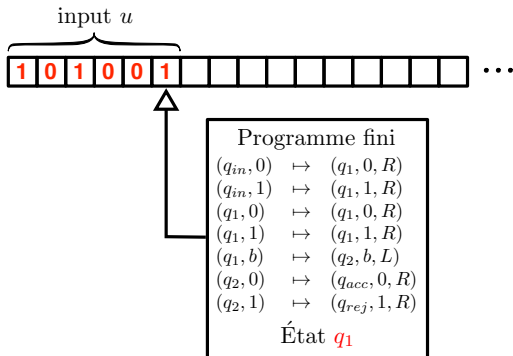 input u
1 0 1 0 0 1 ...
Programme fini
(q_in, 0) ↦ (q_1, 0, R)
(q_in, 1) ↦ (q_1, 1, R)
(q_1, 0) ↦ (q_1, 0, R)
(q_1, 1) ↦ (q_1, 1, R)
(q_1, b) ↦ (q_2, b, L)
(q_2, 0) ↦ (q_acc, 0, R)
(q_2, 1) ↦ (q_rej, 1, R)
État q_1